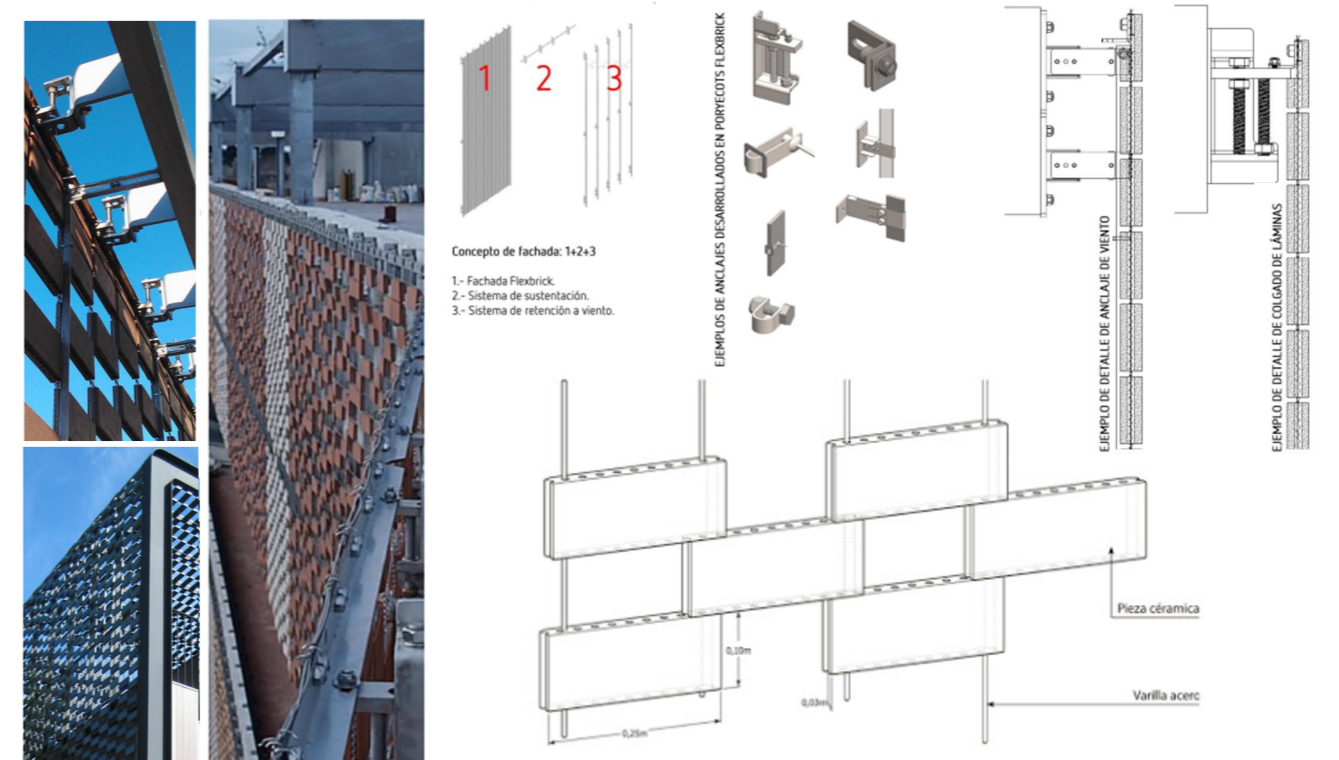 1
2
3
Concepto de fachada: 1+2+3
1.- Fachada Flexbrick.
2.- Sistema de sustentación.
3.- Sistema de retención a viento.
EJEMPLOS DE ANCLAJES DESARROLLADOS EN PORYECOTS FLEXBRICK
EJEMPLO DE DETALLE DE ANCLAJE DE VIENTO
EJEMPLO DE DETALLE DE COLGADO DE LÁMINAS
Pieza céramica
0,10m
0,03m
Varilla acerc
0,25m